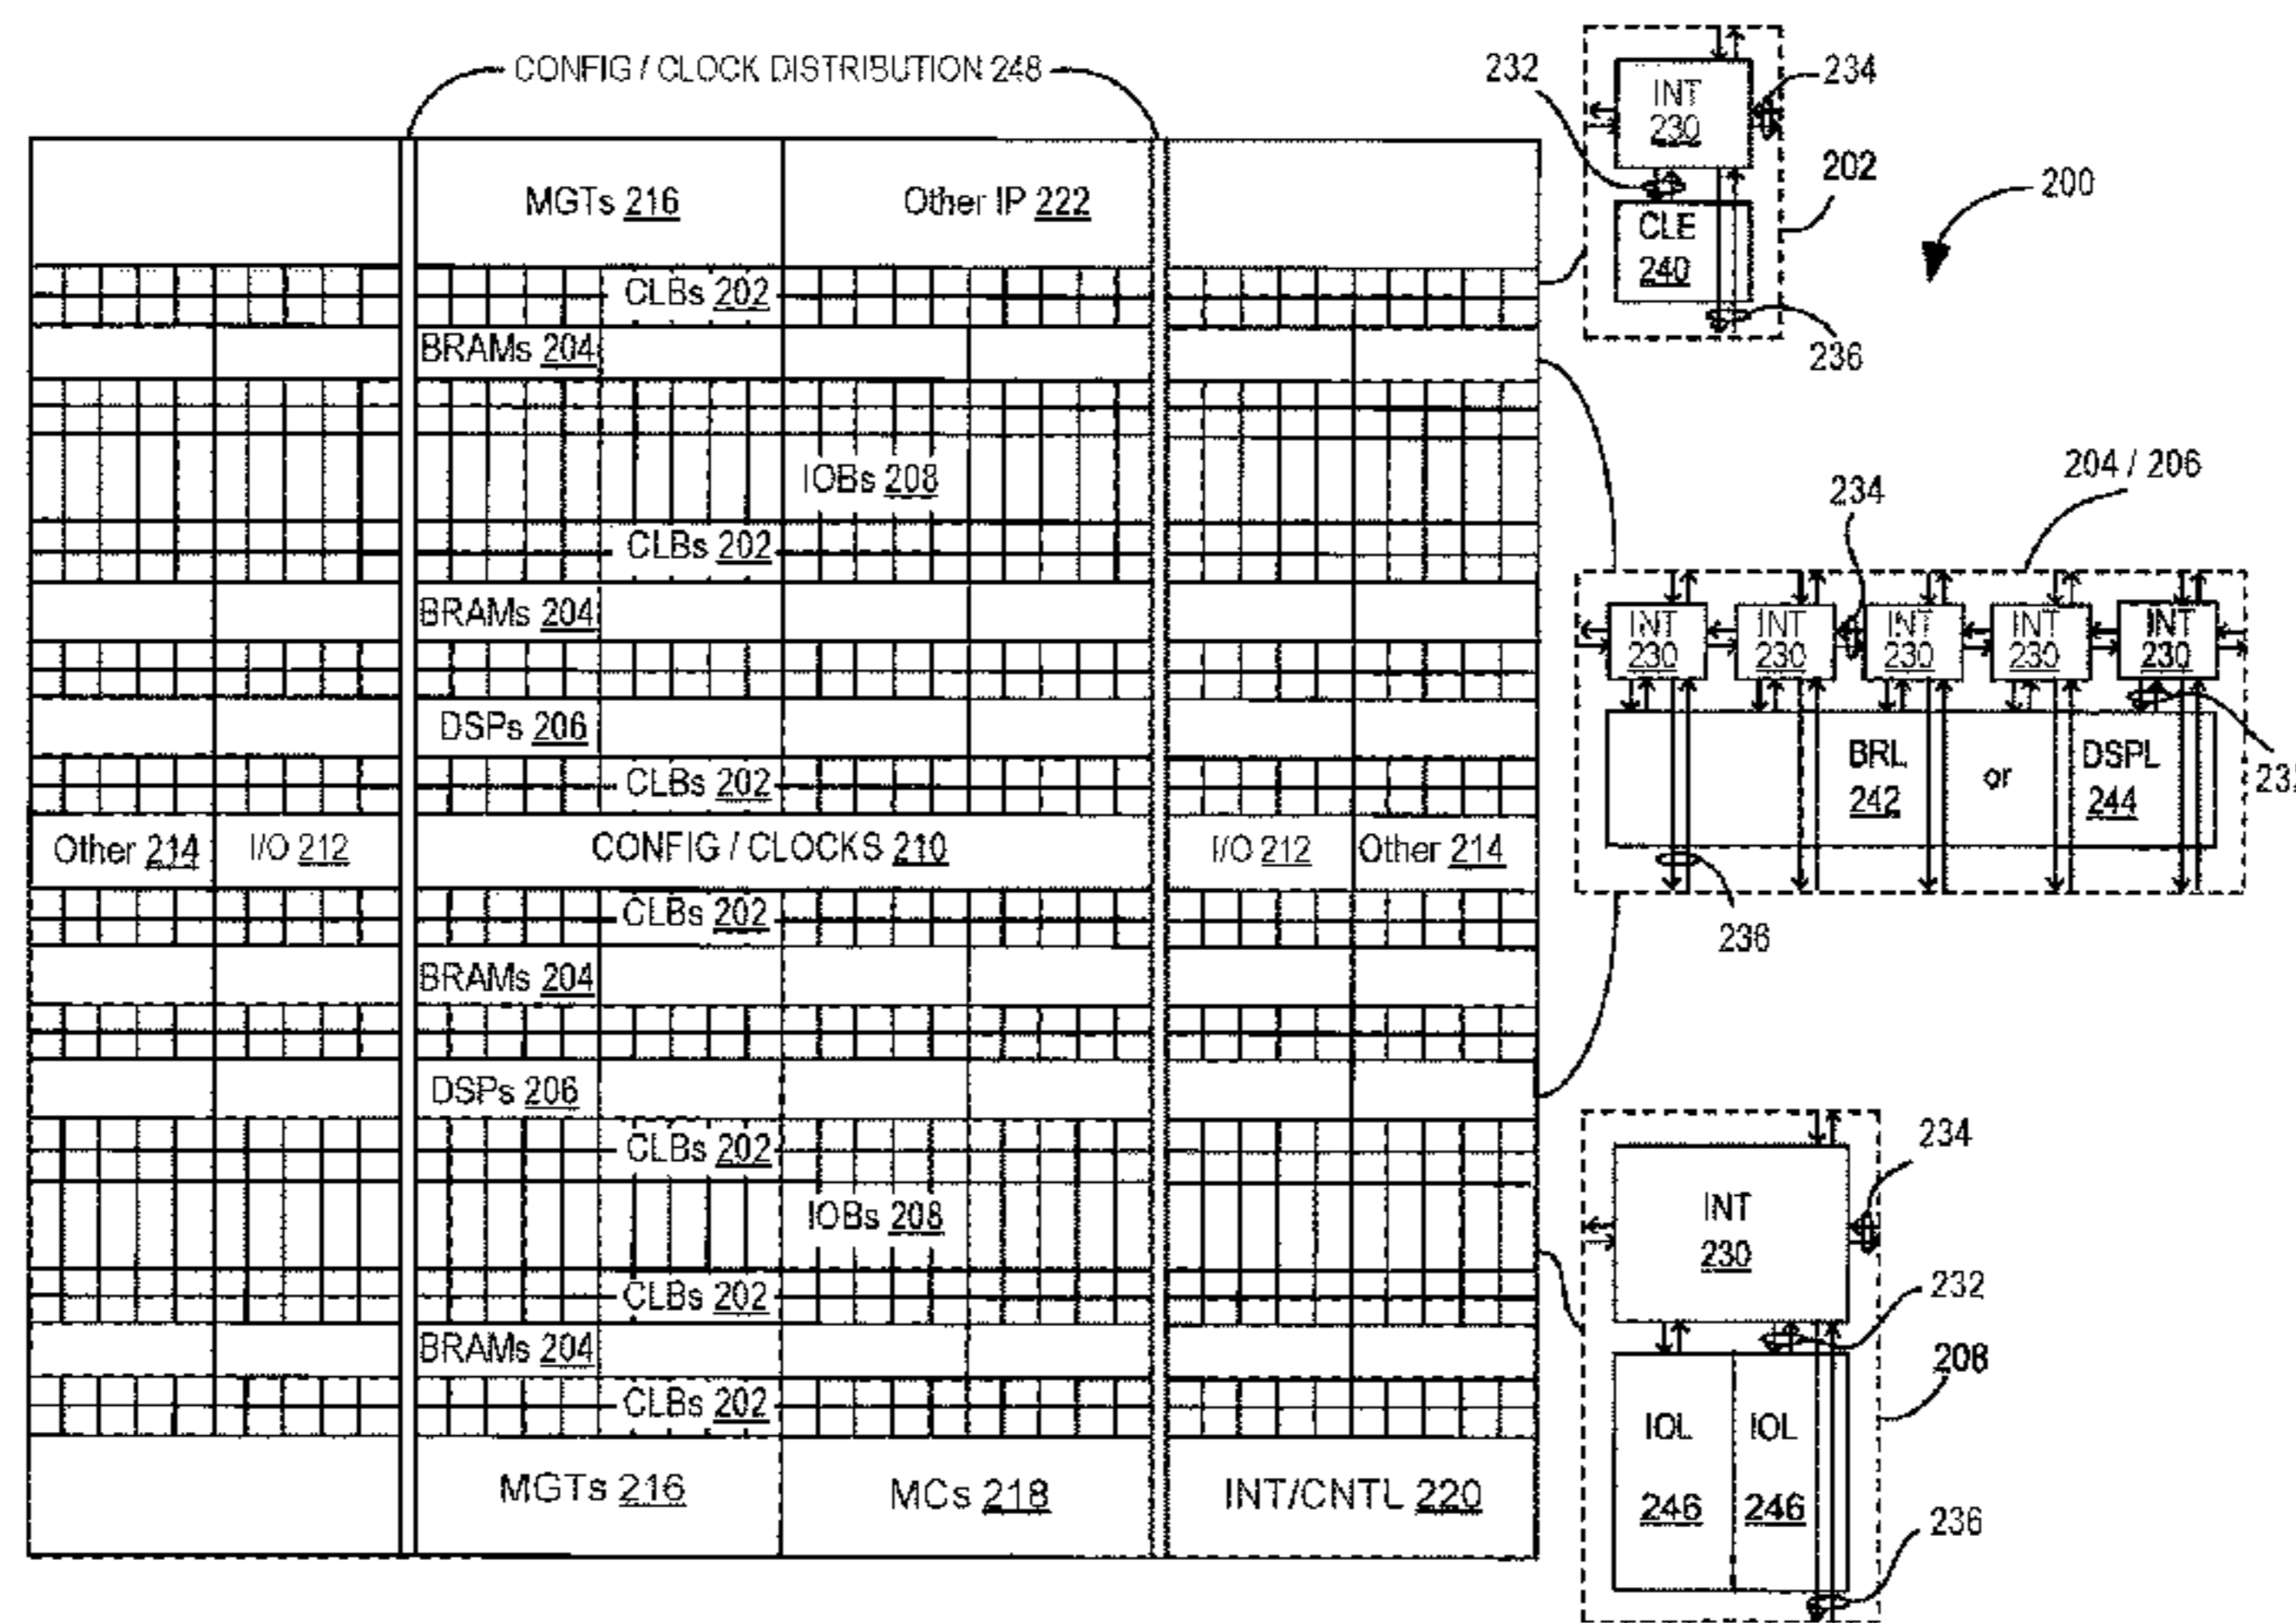 CONFIG / CLOCK DISTRIBUTION 248
MGTs 216
Other IP 222
CLBs 202
BRAMs 204
IOBs 208
CLBs 202
BRAMs 204
DSPs 206
CLBs 202
Other 214
I/O 212
CONFIG / CLOCKS 210
I/O 212
Other 214
CLBs 202
BRAMs 204
DSPs 206
CLBs 202
IOBs 208
CLBs 202
BRAMs 204
CLBs 202
MGTs 216
MCs 218
INT/CNTL 220
232
INT
230
234
202
200
CLE
240
236
204 / 206
234
INT
230
INT
230
INT
230
INT
230
INT
230
BRL
242
or
DSPL
244
236
INT
230
234
232
208
IOL
246
IOL
246
236